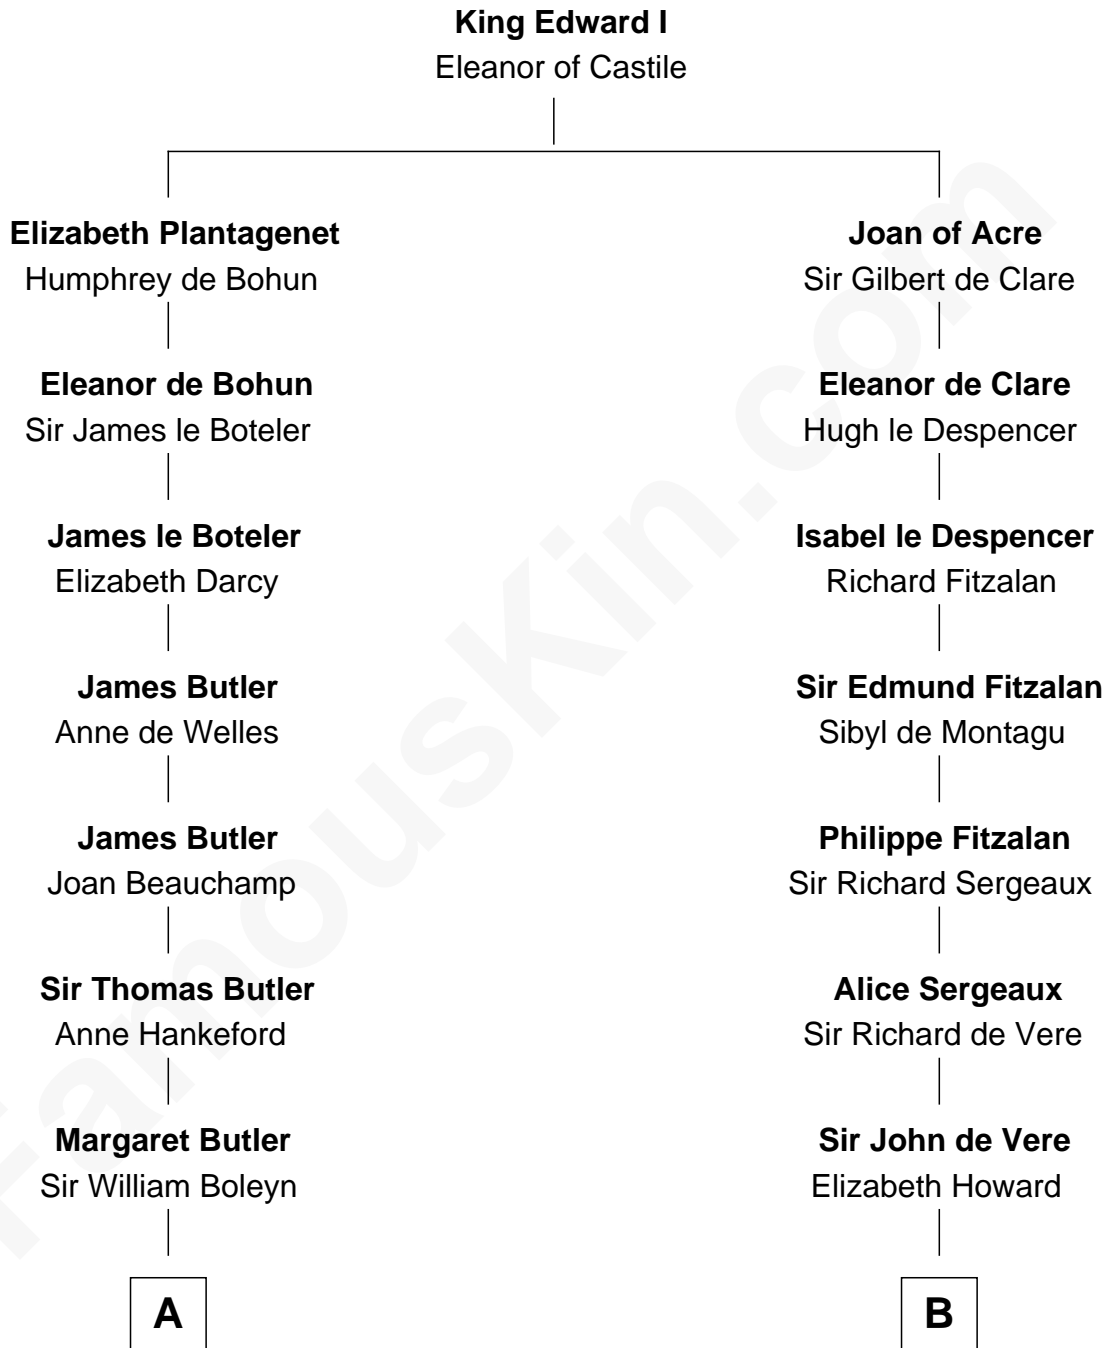 King Edward I
Eleanor of Castile
Elizabeth Plantagenet
Humphrey de Bohun
Joan of Acre
Sir Gilbert de Clare
Eleanor de Bohun
Sir James le Boteler
Eleanor de Clare
Hugh le Despencer
James le Boteler
Elizabeth Darcy
Isabel le Despencer
Richard Fitzalan
James Butler
Anne de Welles
Sir Edmund Fitzalan
Sibyl de Montagu
James Butler
Joan Beauchamp
Philippe Fitzalan
Sir Richard Sergeaux
Sir Thomas Butler
Anne Hankeford
Alice Sergeaux
Sir Richard de Vere
Margaret Butler
Sir William Boleyn
Sir John de Vere
Elizabeth Howard
A
B
FamousKin.com